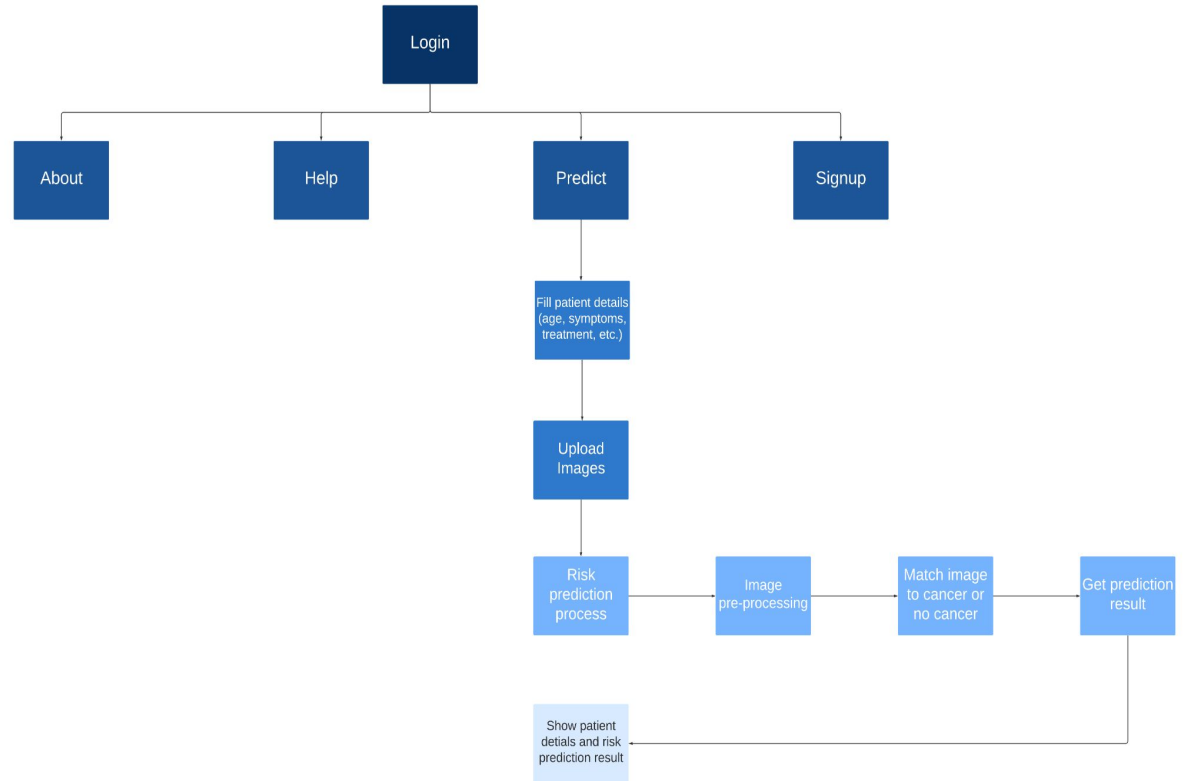 Login
About
Help
Predict
Signup
Fill patient details
(age, symptoms,
treatment, etc.)
Upload
Images
Risk
prediction
process
Image
pre-processing
Match image
to cancer or
no cancer
Get prediction
result
Show patient
detials and risk
prediction result